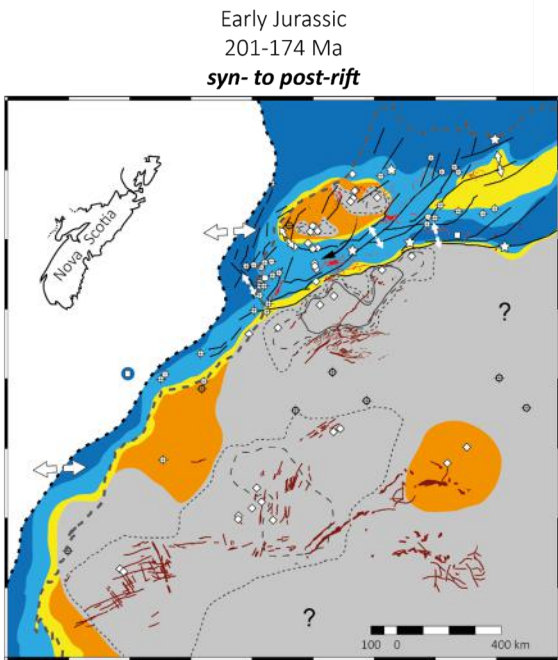 Early Jurassic
201-174 Ma
syn- to post-rift
Nova Scotia
?
?
100 0 400 km